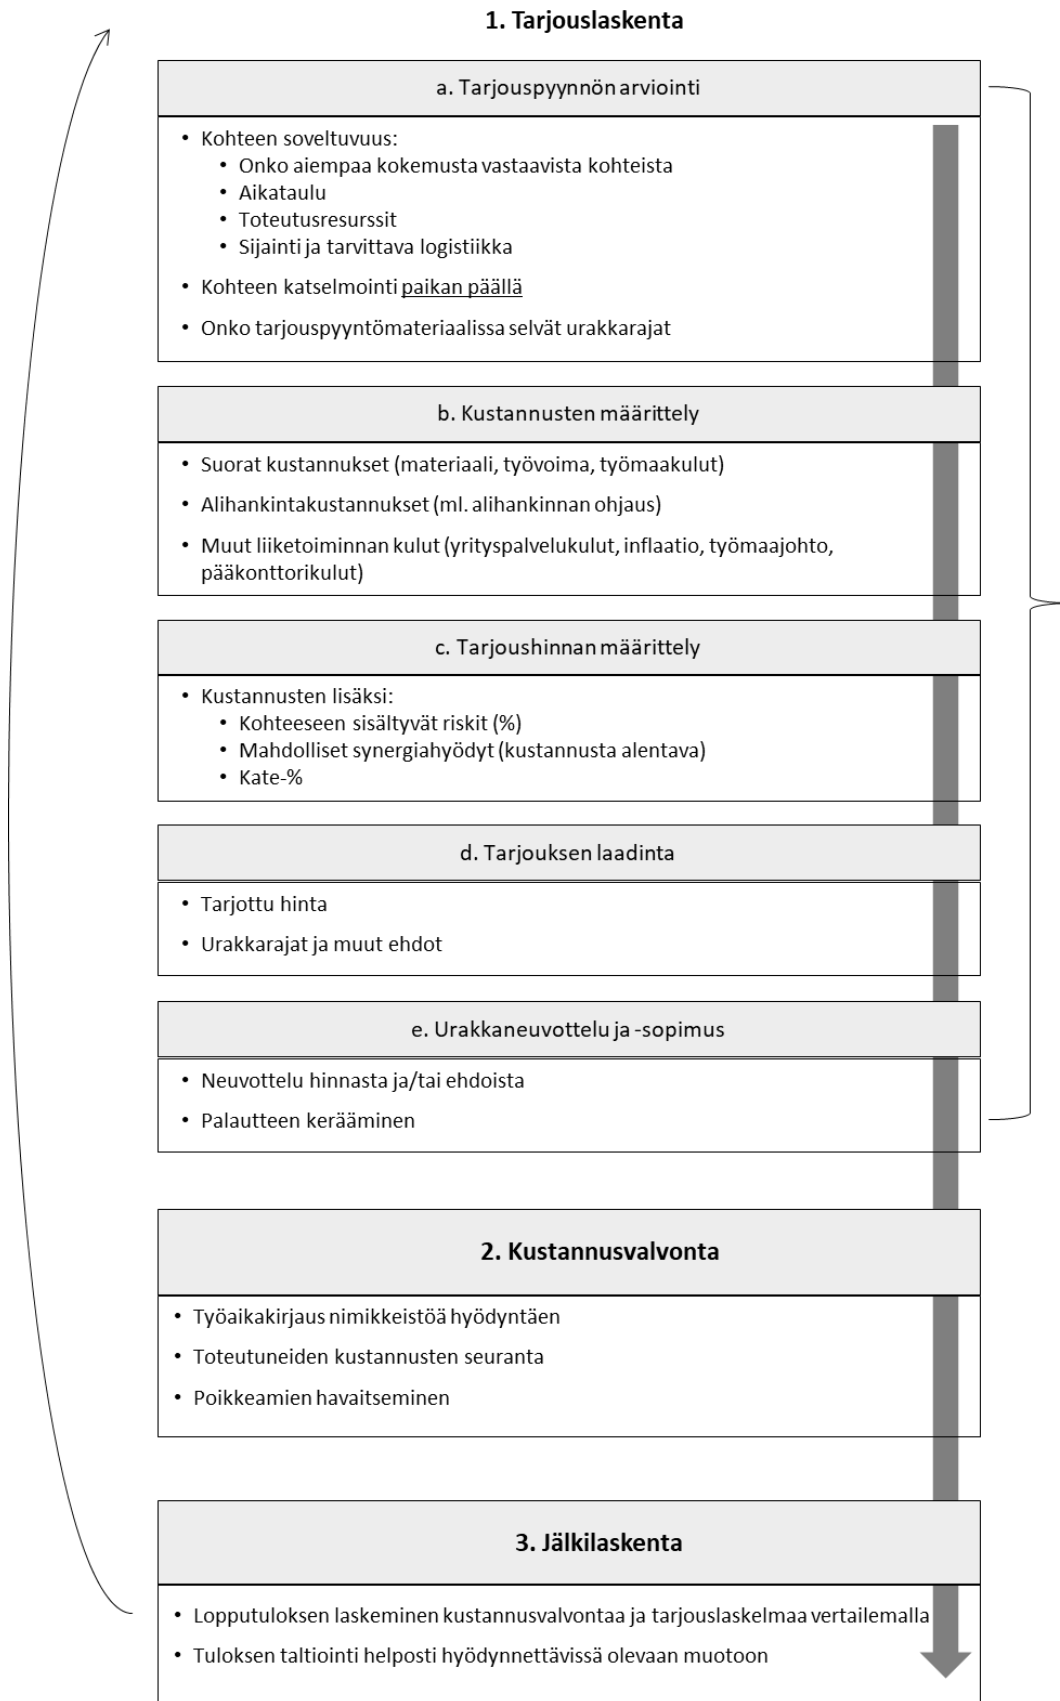 1. Tarjouslaskenta
a. Tarjouspyynnön arviointi
• Kohteen soveltuvuus:
• Onko aiempaa kokemusta vastaavista kohteista
• Aikataulu
• Toteutusresurssit
• Sijainti ja tarvittava logistiikka
• Kohteen katselmointi paikan päällä
• Onko tarjouspyyntömateriaalissa selvät urakkarajat
b. Kustannusten määrittely
• Suorat kustannukset (materiaali, työvoima, työmaakulut)
• Alihankintakustannukset (ml. alihankinnan ohjaus)
• Muut liiketoiminnan kulut (yrityspalvelukulut, inflaatio, työmaajohto,
pääkonttorikulut)
c. Tarjoushinnan määrittely
• Kustannusten lisäksi:
• Kohteeseen sisältyvät riskit (%)
• Mahdolliset synergiahyödyt (kustannusta alentava)
• Kate-%
d. Tarjouksen laadinta
• Tarjottu hinta
• Urakkarajat ja muut ehdot
e. Urakkaneuvottelu ja -sopimus
• Neuvottelu hinnasta ja/tai ehdoista
• Palautteen kerääminen
2. Kustannusvalvonta
• Työaikakirjaus nimikkeistöä hyödyntäen
• Toteutuneiden kustannusten seuranta
• Poikkeamien havaitseminen
3. Jälkilaskenta
• Lopputuloksen laskeminen kustannusvalvontaa ja tarjouslaskelmaa vertailemalla
• Tuloksen taltiointi helposti hyödynnettävissä olevaan muotoon